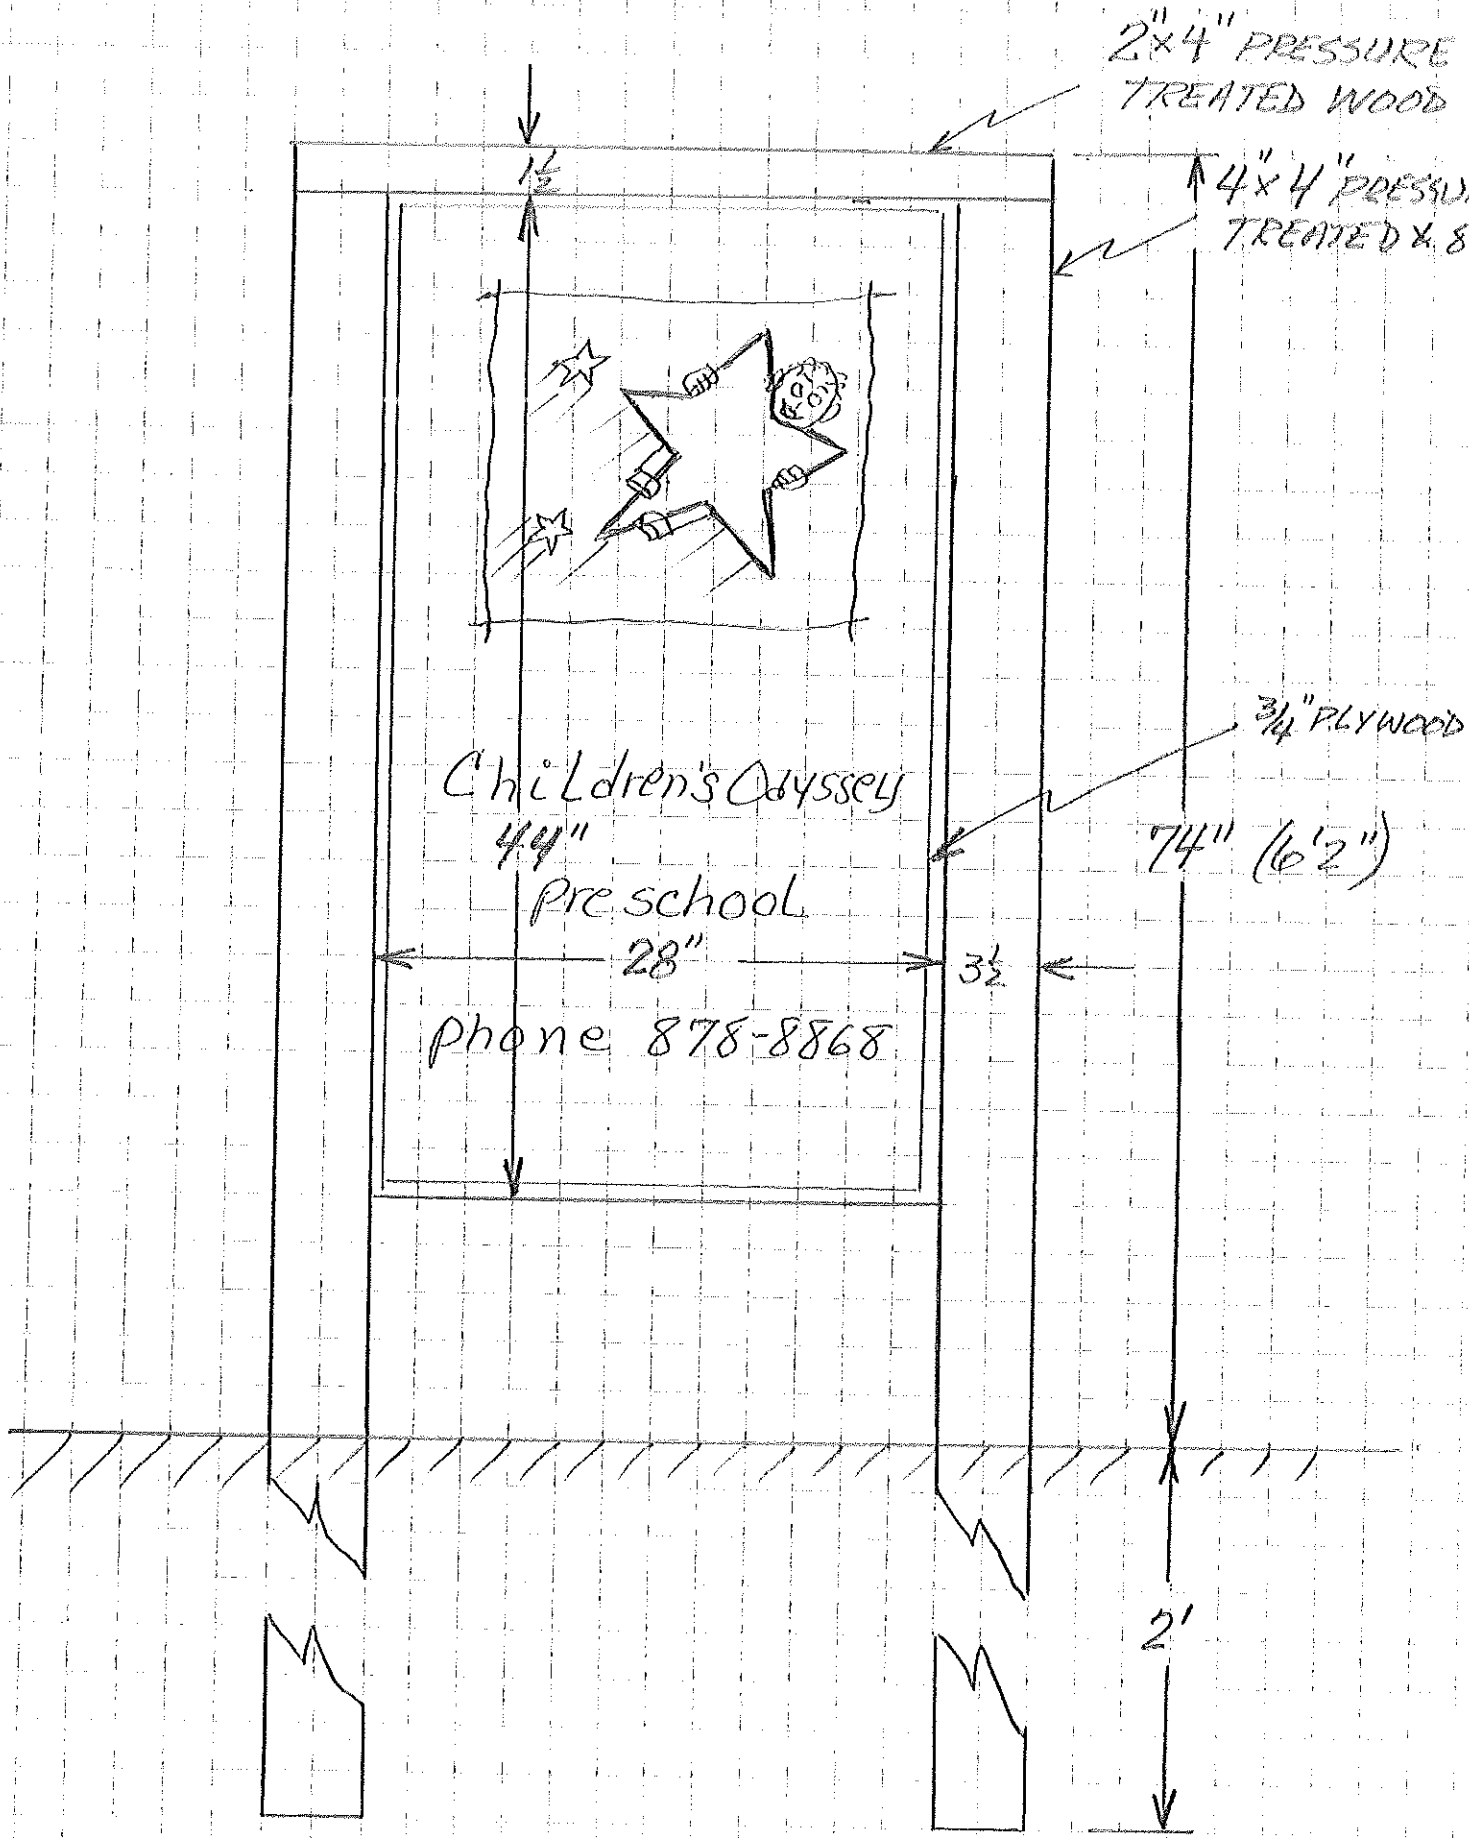 2"x4" PRESSURE
TREATED WOOD
1½
4"x4" PRESSU
TREATED X 8
¾" PLYWOOD
Children's Odyssey
44"
74" (6'2")
Preschool
28"
3½
phone 878-8868
2'